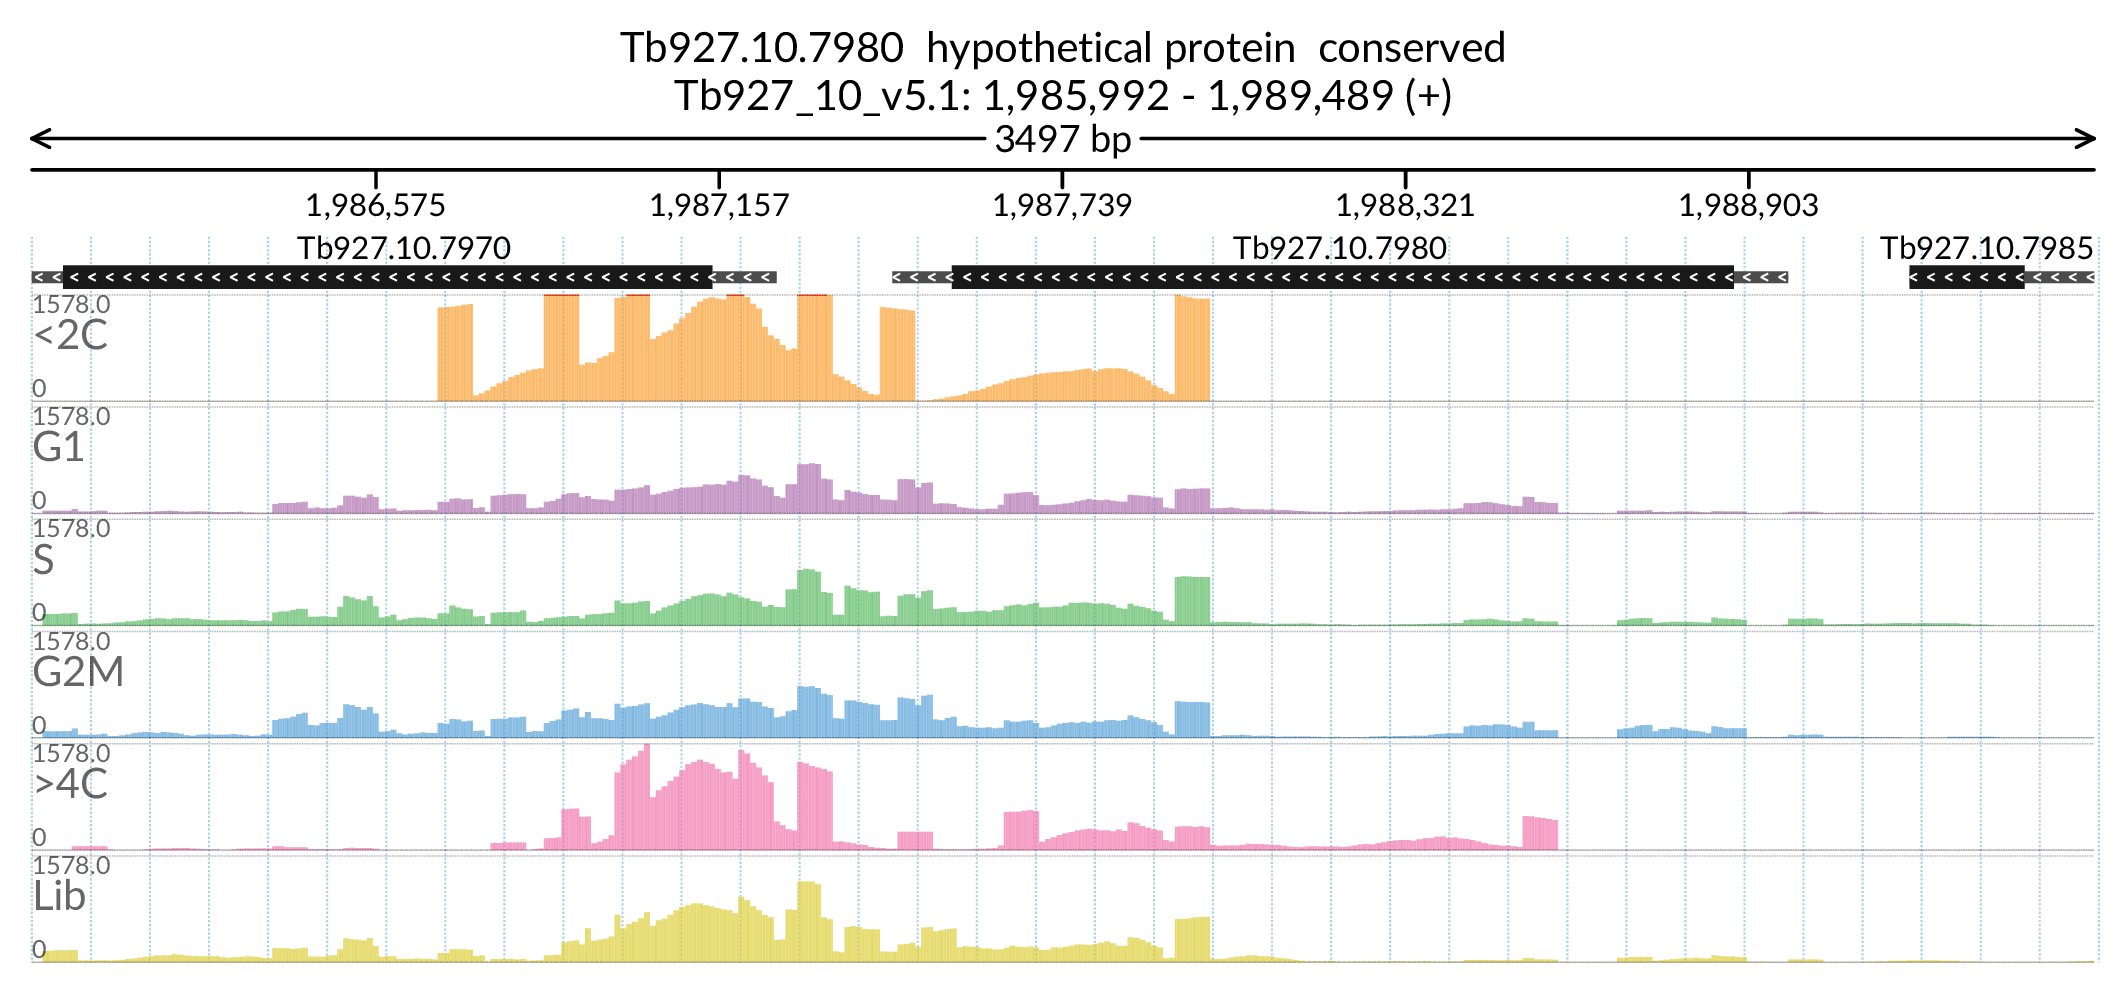 Tb927.10.7980  hypothetical protein  conserved
Tb927_10_v5.1: 1,985,992 - 1,989,489 (+)
3497 bp
1,986,575 1,987,157 1,987,739 1,988,321 1,988,903
Tb927.10.7970 Tb927.10.7980 Tb927.10.7985
1578.0
<2C
0
1578.0
G1
0
1578.0
S
0
1578.0
G2M
0
1578.0
>4C
0
1578.0
Lib
0